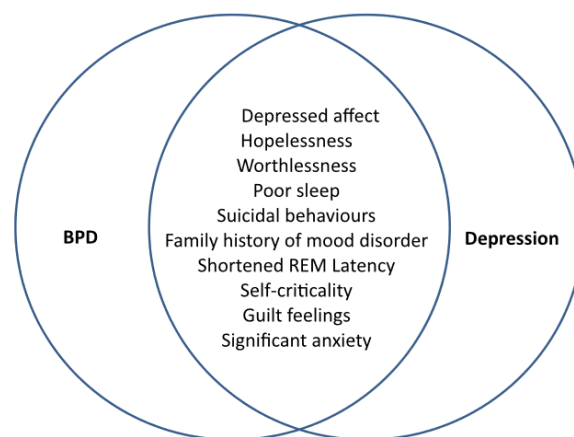 Depressed affect
Hopelessness
Worthlessness
Poor sleep
Suicidal behaviours
BPD
Family history of mood disorder
Depression
Shortened REM Latency
Self-criticality
Guilt feelings
Significant anxiety